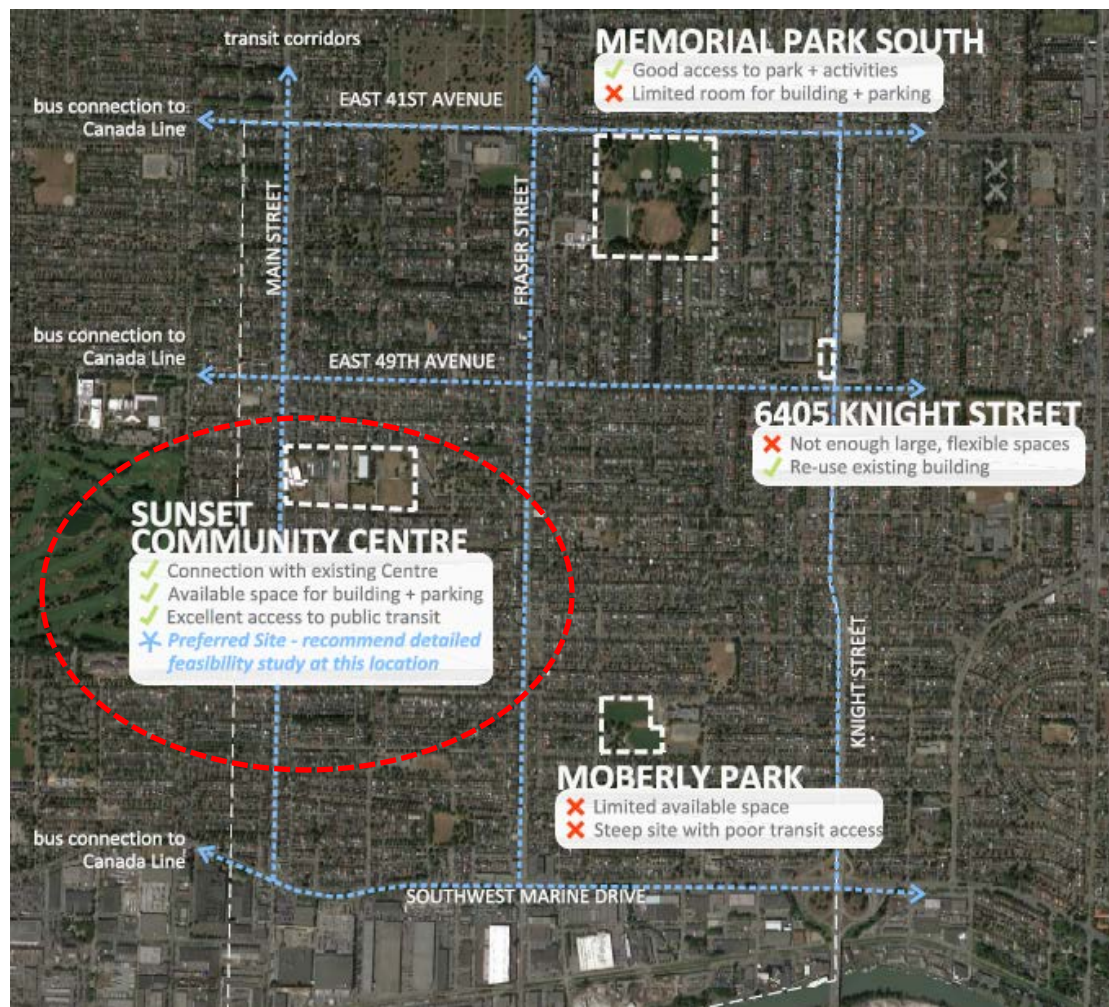 transit corridors
MEMORIAL PARK SOUTH
Good access to park + activities
Limited room for building + parking
bus connection to
Canada Line
EAST 41ST AVENUE
MAIN STREET
FRASER STREET
bus connection to
Canada Line
EAST 49TH AVENUE
6405 KNIGHT STREET
Not enough large, flexible spaces
Re-use existing building
SUNSET
COMMUNITY CENTRE
Connection with existing Centre
Available space for building + parking
Excellent access to public transit
Preferred Site - recommend detailed
feasibility study at this location
KNIGHT STREET
MOBERLY PARK
Limited available space
Steep site with poor transit access
bus connection to
Canada Line
SOUTHWEST MARINE DRIVE